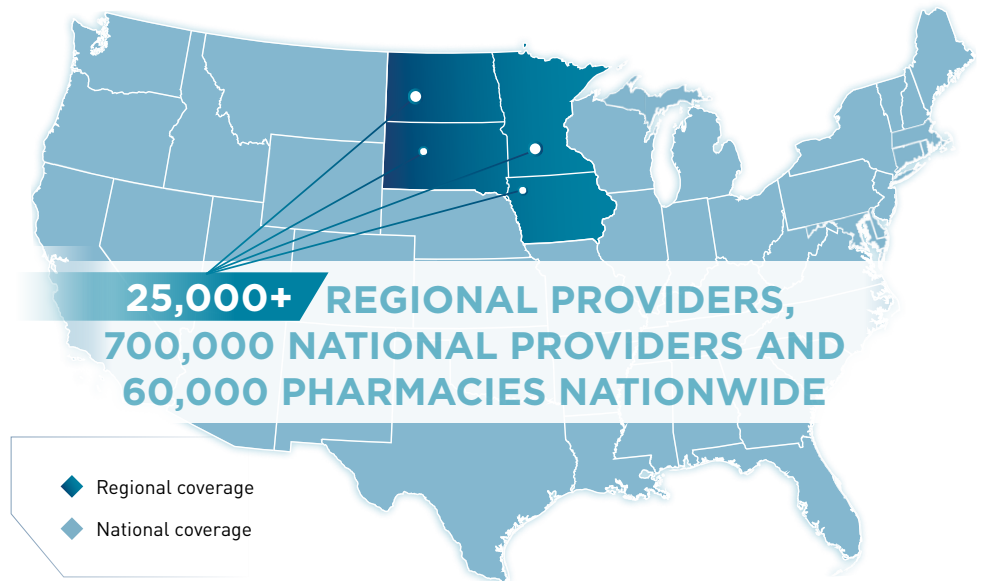 25,000+ REGIONAL PROVIDERS,
700,000 NATIONAL PROVIDERS AND
60,000 PHARMACIES NATIONWIDE
Regional coverage
National coverage